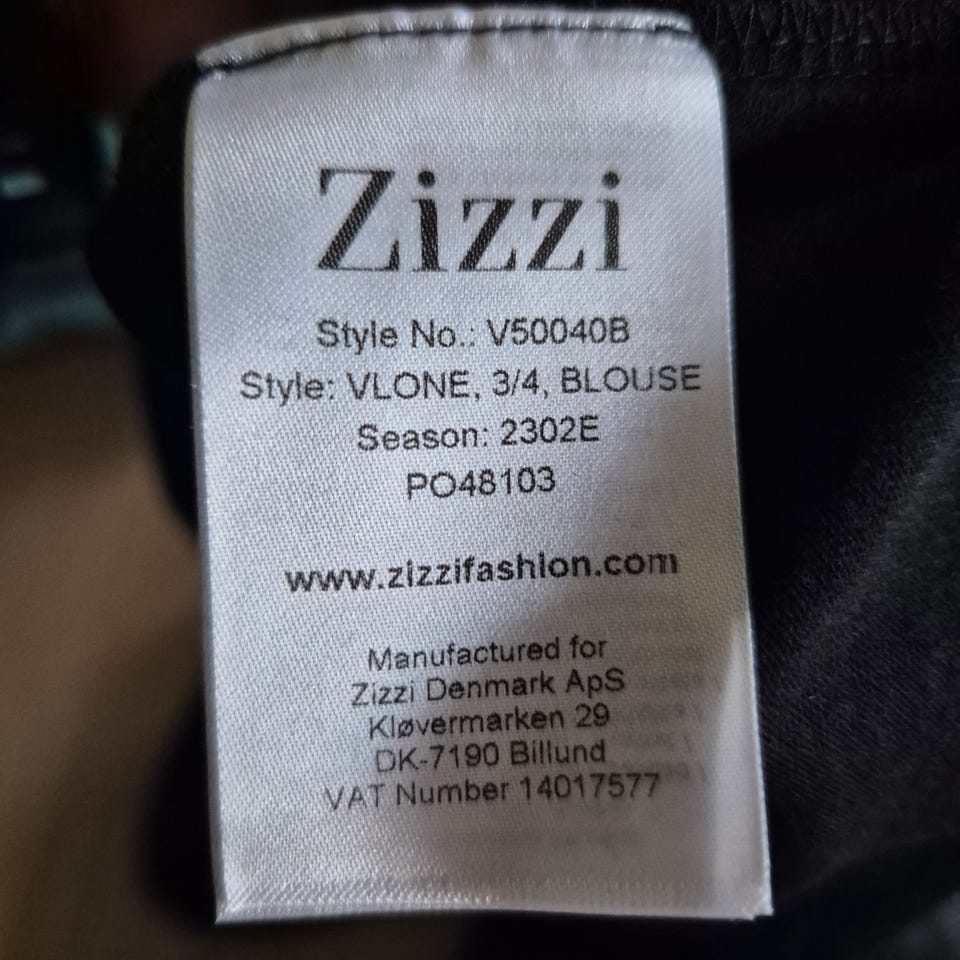 Zizzi
Style No.: V50040B
Style: VLONE, 3/4, BLOUSE
Season: 2302E
PO48103
www.zizzifashion.com
Manufactured for
Zizzi Denmark ApS
Kløvermarken 29
DK-7190 Billund
VAT Number 14017577